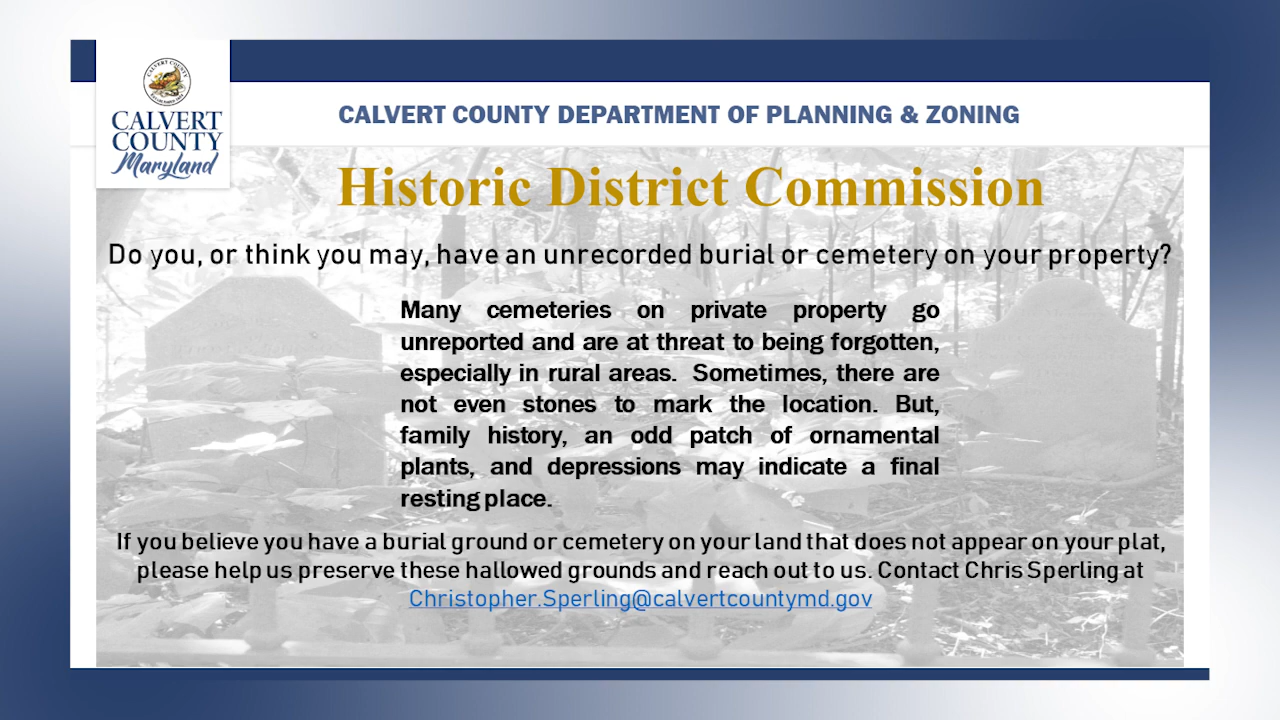 CALVERT COUNTY
CALVERT
COUNTY
Maryland
CALVERT COUNTY DEPARTMENT OF PLANNING & ZONING
Historic District Commission
Do you, or think you may, have an unrecorded burial or cemetery on your property?
Many cemeteries on private property go
unreported and are at threat to being forgotten,
especially in rural areas. Sometimes, there are
not even stones to mark the location. But,
family history, an odd patch of ornamental
plants, and depressions may indicate a final
resting place.
If you believe you have a burial ground or cemetery on your land that does not appear on your plat,
please help us preserve these hallowed grounds and reach out to us. Contact Chris Sperling at
Christopher.Sperling@calvertcountymd.gov